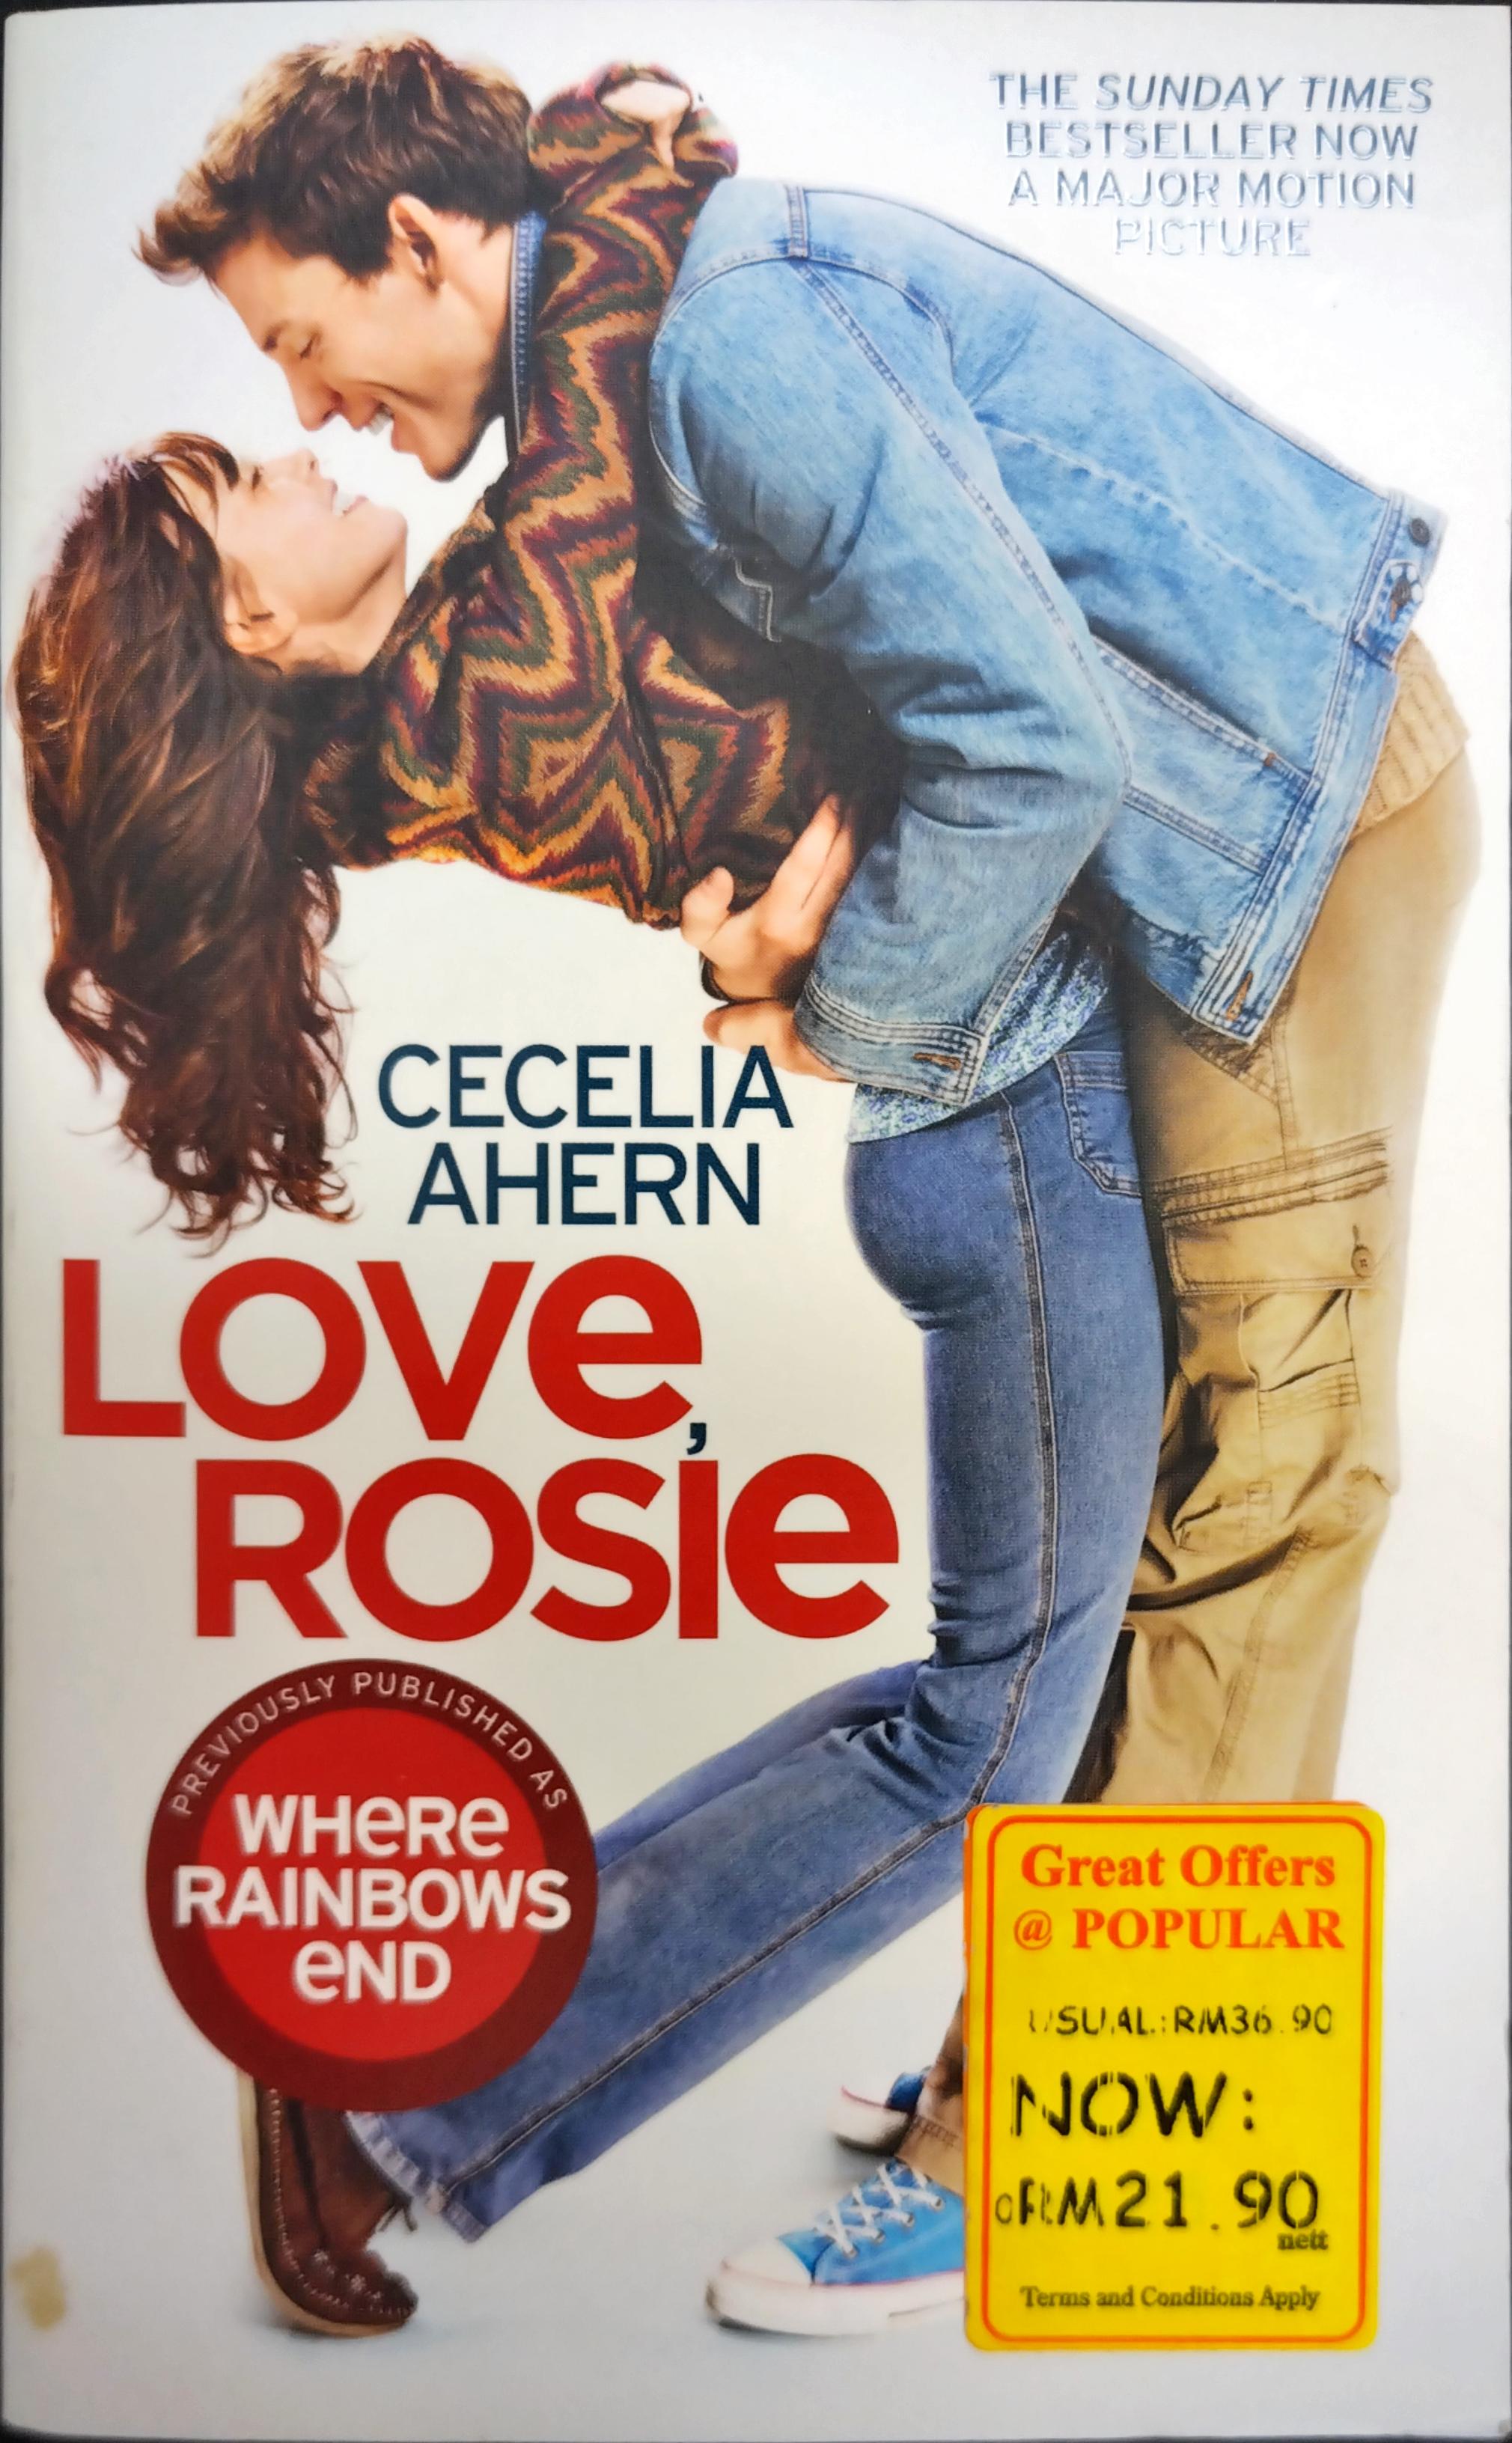 THE SUNDAY TIMES
BESTSELLER NOW
A MAJOR MOTION
PICTURE
CECELIA
AHERN
LOVe,
ROSie
PREVIOUSLY PUBLISHED AS
WHeRe
RAINBOWS
eND
Great Offers
@ POPULAR
USUAL:RM36.90
NOW:
RM21.90
nett
Terms and Conditions Apply